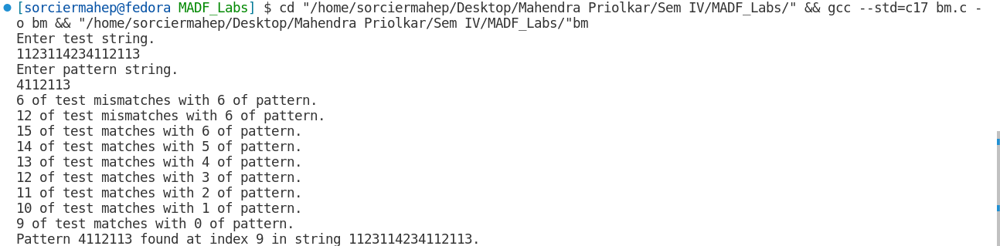 [sorciermahep@fedora MADF_Labs] $ cd "/home/sorciermahep/Desktop/Mahendra Priolkar/Sem IV/MADF_Labs/" && gcc --std=c17 bm.c -
o bm && "/home/sorciermahep/Desktop/Mahendra Priolkar/Sem IV/MADF_Labs/"bm
Enter test string.
1123114234112113
Enter pattern string.
4112113
6 of test mismatches with 6 of pattern.
12 of test mismatches with 6 of pattern.
15 of test matches with 6 of pattern.
14 of test matches with 5 of pattern.
13 of test matches with 4 of pattern.
12 of test matches with 3 of pattern.
11 of test matches with 2 of pattern.
10 of test matches with 1 of pattern.
9 of test matches with 0 of pattern.
Pattern 4112113 found at index 9 in string 1123114234112113.